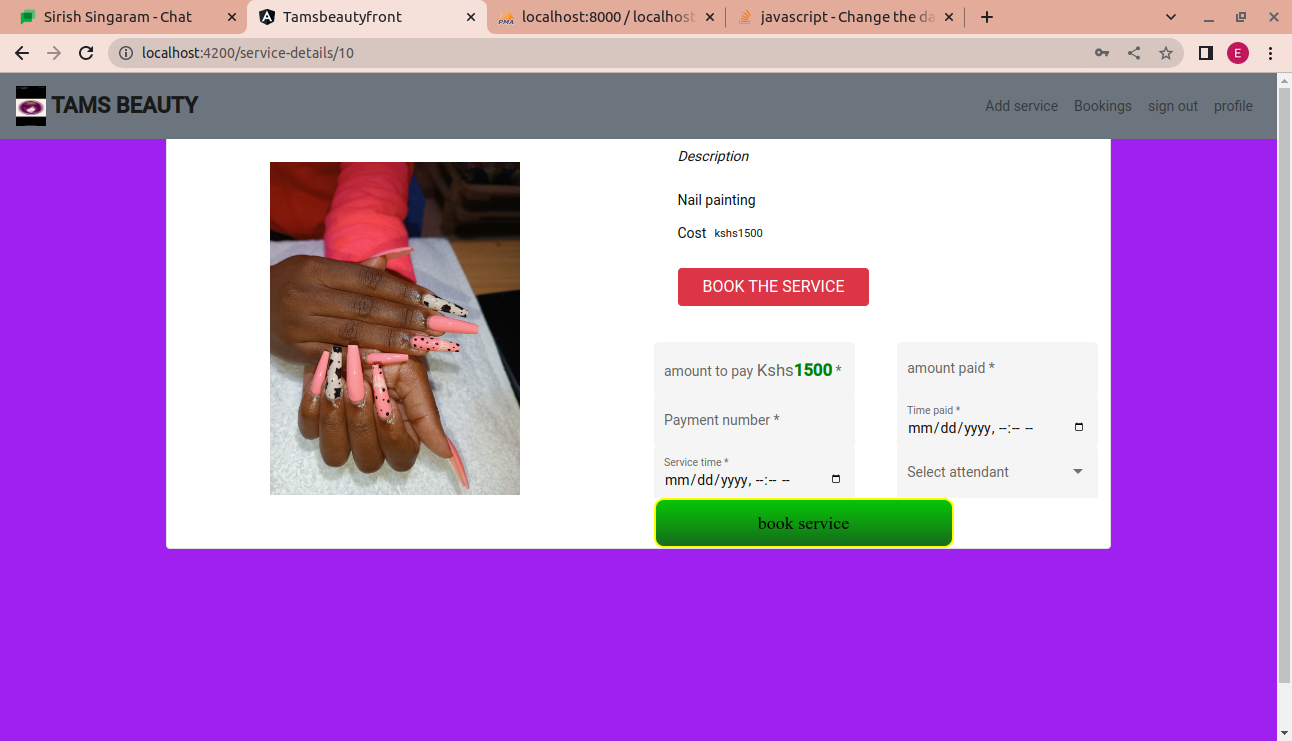 Sirish Singaram - Chat
Tamsbeautyfront
PMA
localhost:8000 / localhost
javascript - Change the da
localhost:4200/service-details/10
E
TAMS BEAUTY
Add service
Bookings
sign out
profile
Description
Nail painting
Cost kshs1500
BOOK THE SERVICE
amount to pay Kshs1500 *
amount paid *
Payment number *
Time paid *
mm/dd/yyyy, --:-- --
Service time *
mm/dd/yyyy, --:-- --
Select attendant
book service